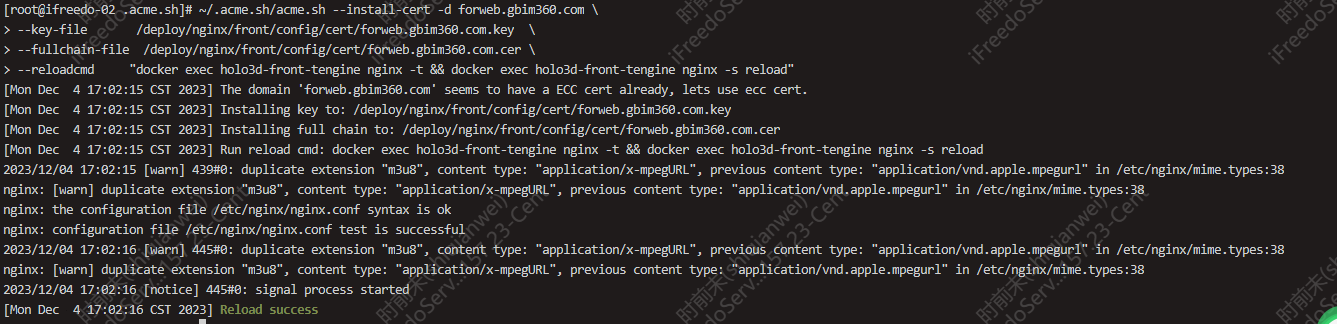 [root@ifreedo-02 .acme.sh]# ~/.acme.sh/acme.sh --install-cert -d forweb.gbim360.com \
> --key-file       /deploy/nginx/front/config/cert/forweb.gbim360.com.key  \
> --fullchain-file  /deploy/nginx/front/config/cert/forweb.gbim360.com.cer \
> --reloadcmd     "docker exec holo3d-front-tengine nginx -t && docker exec holo3d-front-tengine nginx -s reload"
[Mon Dec  4 17:02:15 CST 2023] The domain 'forweb.gbim360.com' seems to have a ECC cert already, lets use ecc cert.
[Mon Dec  4 17:02:15 CST 2023] Installing key to: /deploy/nginx/front/config/cert/forweb.gbim360.com.key
[Mon Dec  4 17:02:15 CST 2023] Installing full chain to: /deploy/nginx/front/config/cert/forweb.gbim360.com.cer
[Mon Dec  4 17:02:15 CST 2023] Run reload cmd: docker exec holo3d-front-tengine nginx -t && docker exec holo3d-front-tengine nginx -s reload
2023/12/04 17:02:15 [warn] 439#0: duplicate extension "m3u8", content type: "application/x-mpegURL", previous content type: "application/vnd.apple.mpegurl" in /etc/nginx/mime.types:38
nginx: [warn] duplicate extension "m3u8", content type: "application/x-mpegURL", previous content type: "application/vnd.apple.mpegurl" in /etc/nginx/mime.types:38
nginx: the configuration file /etc/nginx/nginx.conf syntax is ok
nginx: configuration file /etc/nginx/nginx.conf test is successful
2023/12/04 17:02:16 [warn] 445#0: duplicate extension "m3u8", content type: "application/x-mpegURL", previous content type: "application/vnd.apple.mpegurl" in /etc/nginx/mime.types:38
nginx: [warn] duplicate extension "m3u8", content type: "application/x-mpegURL", previous content type: "application/vnd.apple.mpegurl" in /etc/nginx/mime.types:38
2023/12/04 17:02:16 [notice] 445#0: signal process started
[Mon Dec  4 17:02:16 CST 2023] Reload success